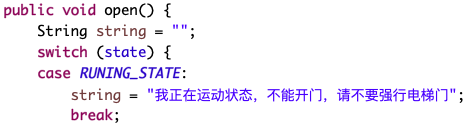 public void open() {
String string = "";
switch (state) {
case RUNING_STATE:
string = "我正在运动状态，不能开门，请不要强行电梯门";
break;